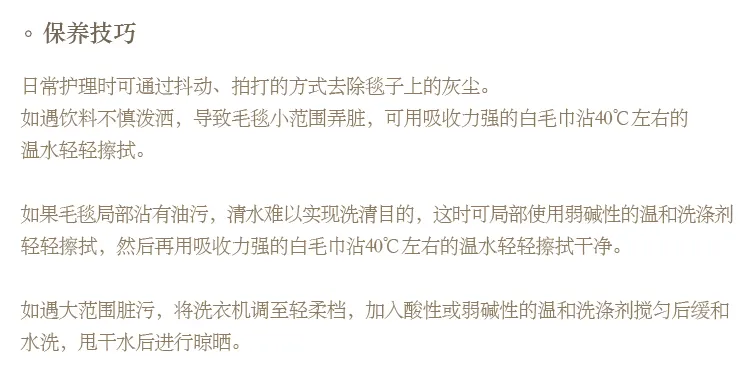 。保养技巧
日常护理时可通过抖动、拍打的方式去除毯子上的灰尘。
如遇饮料不慎泼洒，导致毛毯小范围弄脏，可用吸收力强的白毛巾沾40℃左右的
温水轻轻擦拭。
如果毛毯局部沾有油污，清水难以实现洗清目的，这时可局部使用弱碱性的温和洗涤剂
轻轻擦拭，然后再用吸收力强的白毛巾沾40℃左右的温水轻轻擦拭干净。
如遇大范围脏污，将洗衣机调至轻柔档，加入酸性或弱碱性的温和洗涤剂搅匀后缓和
水洗，甩干水后进行晾晒。